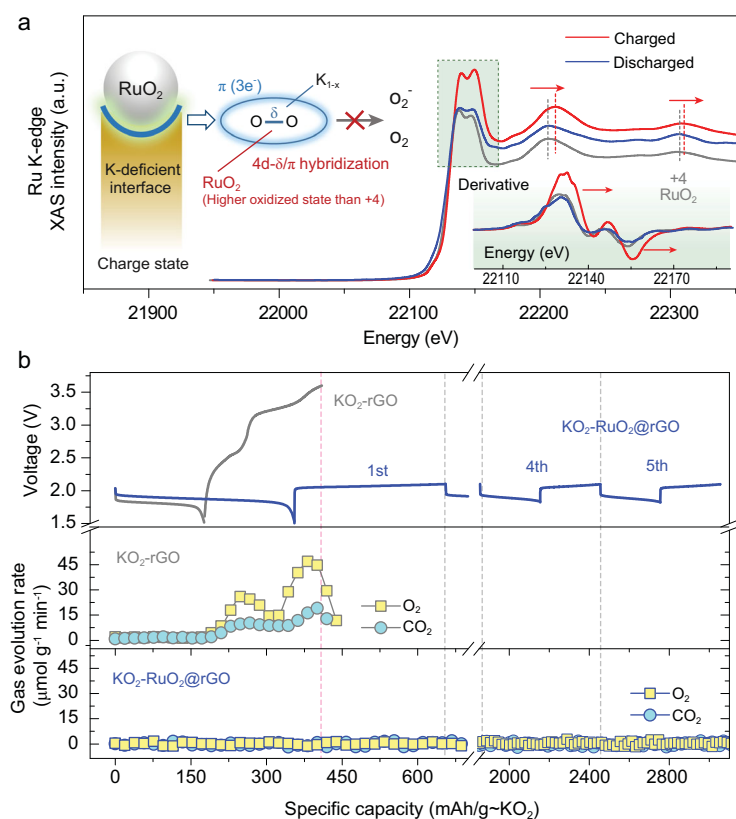 a
Ru K-edge
XAS intensity (a.u.)
RuO₂
K-deficient
interface
Charge state
π (3e⁻)
K₁₋ₓ
δ
O O
O₂⁻
O₂
4d-δ/π hybridization
RuO₂
(Higher oxidized state than +4)
Charged
Discharged
Derivative
+4
RuO₂
Energy (eV)
22110 22140 22170
21900 22000 22100 22200 22300
Energy (eV)
b
Voltage (V)
3.5
3.0
2.5
2.0
1.5
KO₂-rGO
KO₂-RuO₂@rGO
1st
4th
5th
Gas evolution rate
(μmol g⁻¹ min⁻¹)
KO₂-rGO
45
30
15
0
O₂
CO₂
KO₂-RuO₂@rGO
45
30
15
0
O₂
CO₂
0 150 300 450 600 2000 2400 2800
Specific capacity (mAh/g~KO₂)